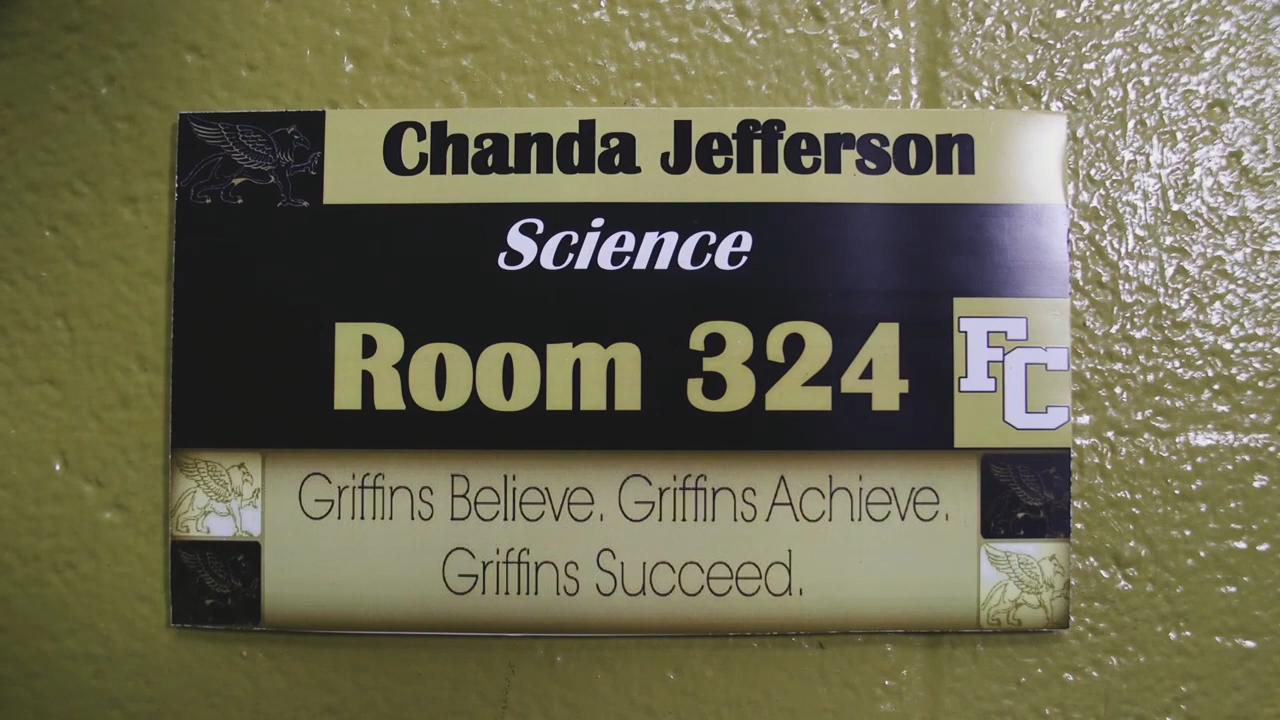 Chanda Jefferson
Science
Room 324
FC
Griffins Believe. Griffins Achieve.
Griffins Succeed.